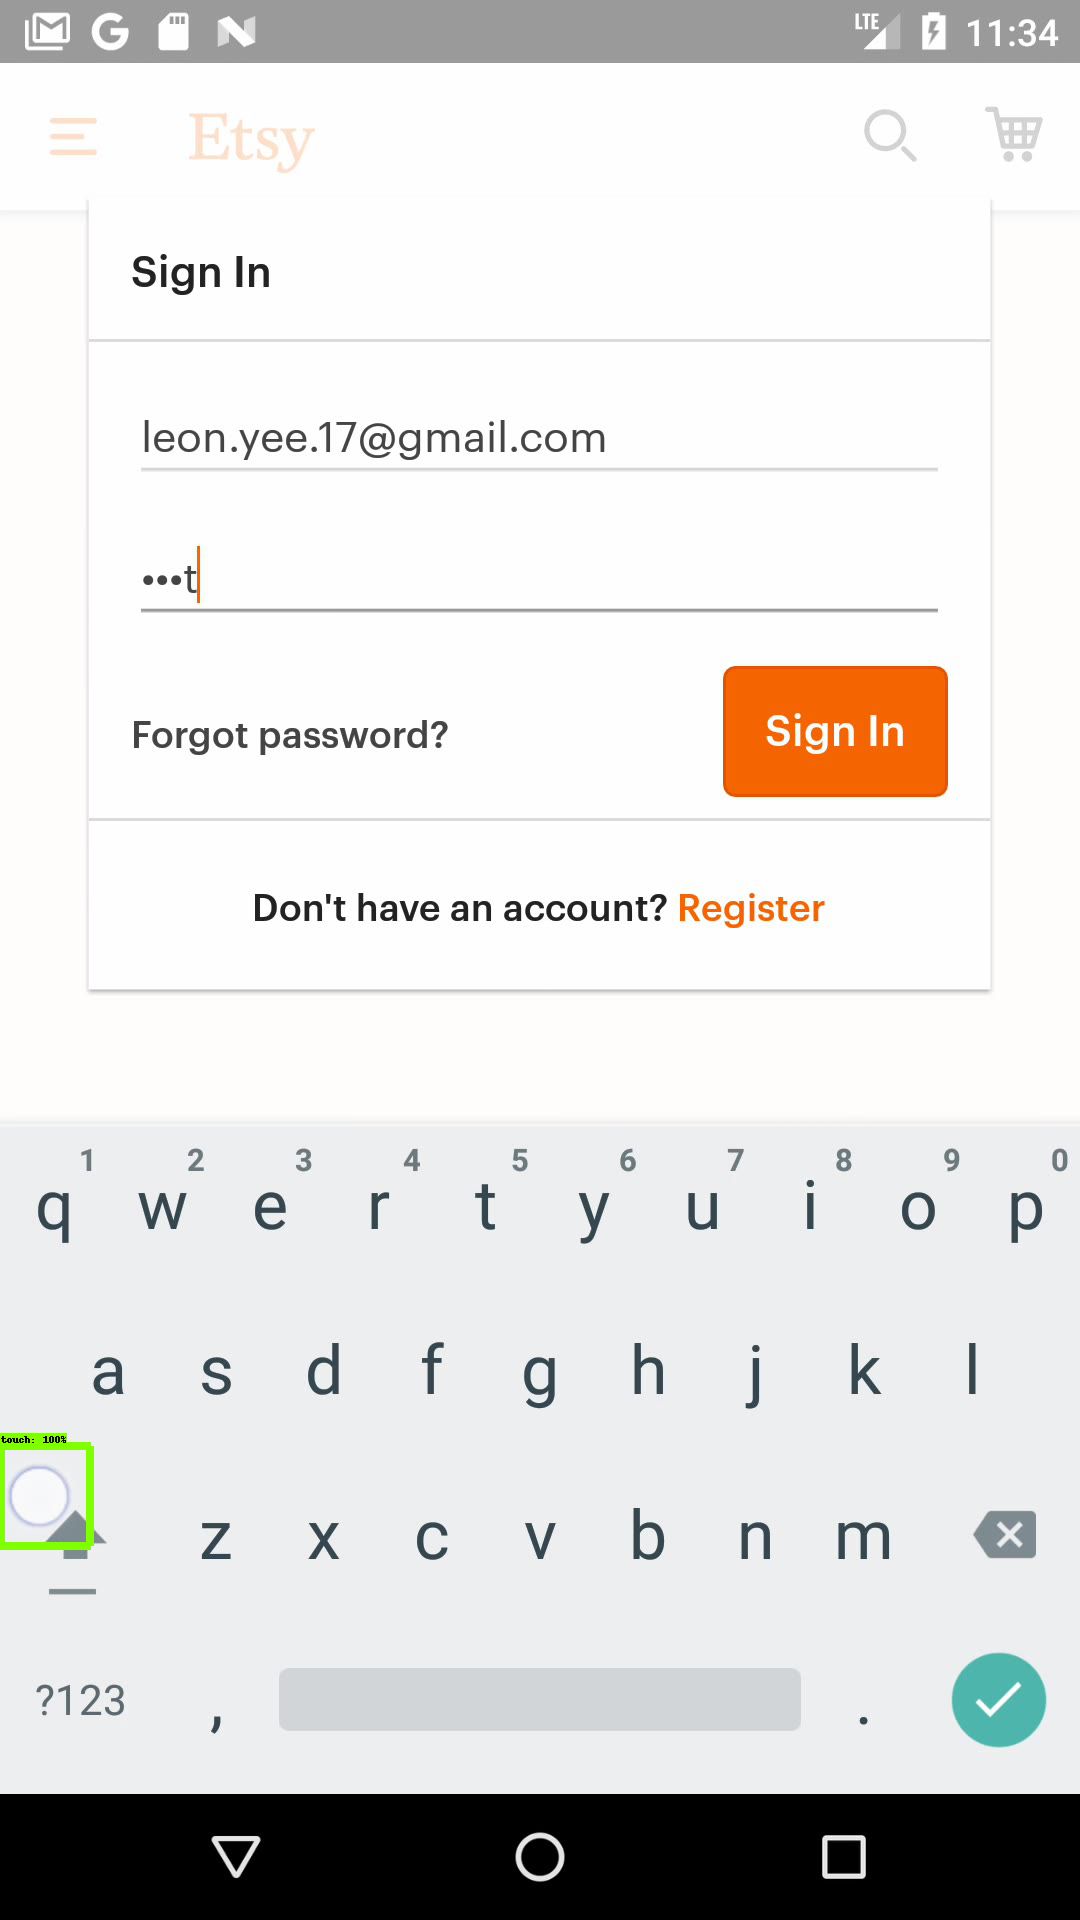 LTE 11:34
Etsy
Sign In
leon.yee.17@gmail.com
•••t
Forgot password?
Sign In
Don't have an account? Register
1 2 3 4 5 6 7 8 9 0
q w e r t y u i o p
a s d f g h j k l
touch: 100%
z x c v b n m
?123 , .